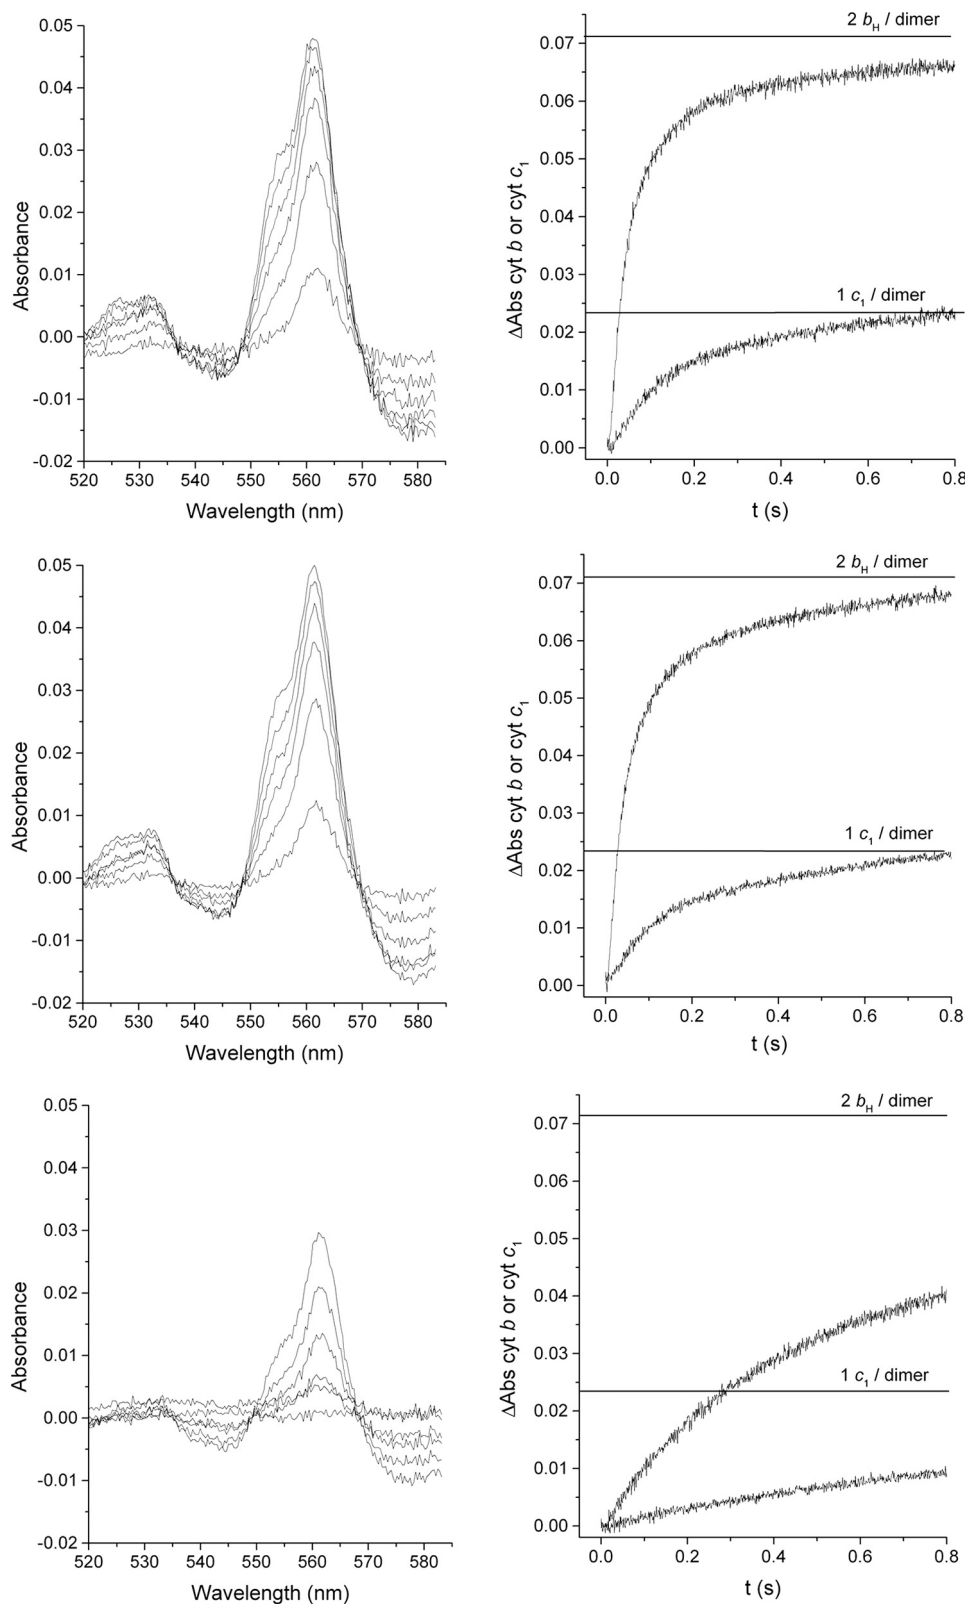 0.05
0.04
0.03
0.02
0.01
0.00
-0.01
-0.02
Absorbance
520 530 540 550 560 570 580
Wavelength (nm)
2 bH / dimer
0.07
0.06
0.05
0.04
0.03
0.02
0.01
0.00
ΔAbs cyt b or cyt c1
1 c1 / dimer
0.0 0.2 0.4 0.6 0.8
t (s)
0.05
0.04
0.03
0.02
0.01
0.00
-0.01
-0.02
Absorbance
520 530 540 550 560 570 580
Wavelength (nm)
2 bH / dimer
0.07
0.06
0.05
0.04
0.03
0.02
0.01
0.00
ΔAbs cyt b or cyt c1
1 c1 / dimer
0.0 0.2 0.4 0.6 0.8
t (s)
0.05
0.04
0.03
0.02
0.01
0.00
-0.01
-0.02
Absorbance
520 530 540 550 560 570 580
Wavelength (nm)
2 bH / dimer
0.07
0.06
0.05
0.04
0.03
0.02
0.01
0.00
ΔAbs cyt b or cyt c1
1 c1 / dimer
0.0 0.2 0.4 0.6 0.8
t (s)